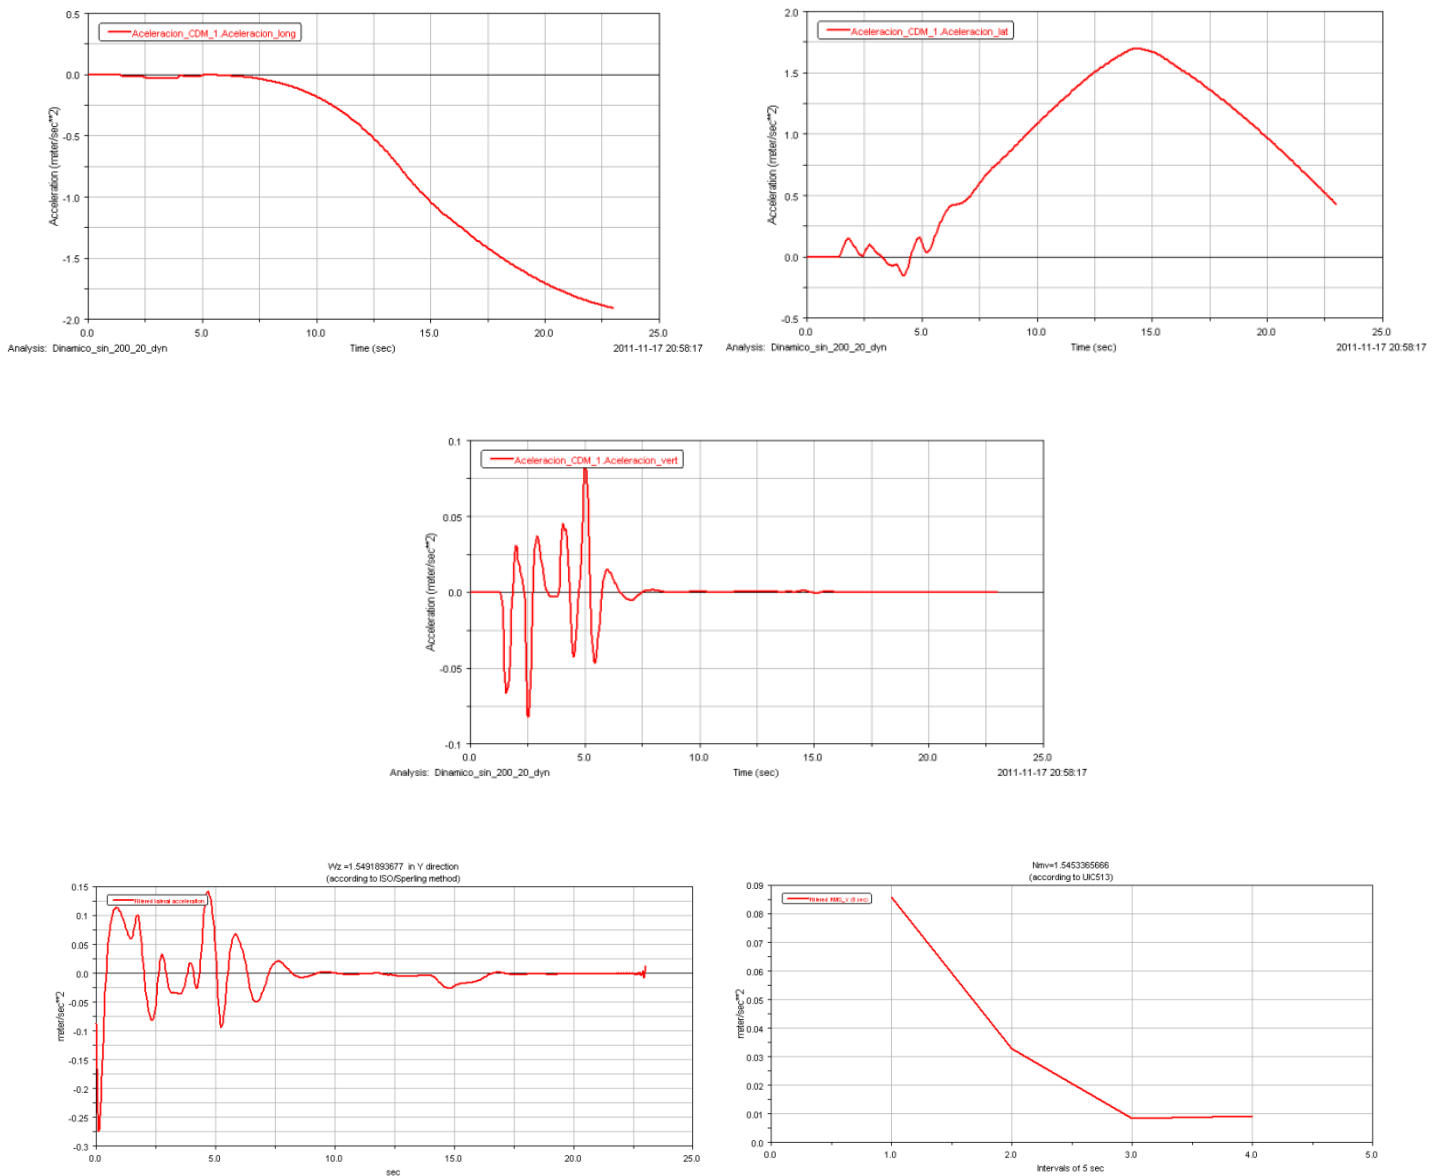 Aceleracion_CDM_1.Aceleracion_long
Acceleration (meter/sec**2)
0.5
0.0
-0.5
-1.0
-1.5
-2.0
0.0 5.0 10.0 15.0 20.0 25.0
Analysis: Dinamico_sin_200_20_dyn Time (sec) 2011-11-17 20:58:17
Aceleracion_CDM_1.Aceleracion_lat
Acceleration (meter/sec**2)
2.0
1.5
1.0
0.5
0.0
-0.5
0.0 5.0 10.0 15.0 20.0 25.0
Analysis: Dinamico_sin_200_20_dyn Time (sec) 2011-11-17 20:58:17
Aceleracion_CDM_1.Aceleracion_vert
Acceleration (meter/sec**2)
0.1
0.05
0.0
-0.05
-0.1
0.0 5.0 10.0 15.0 20.0 25.0
Analysis: Dinamico_sin_200_20_dyn Time (sec) 2011-11-17 20:58:17
Wz =1.5491893677 in Y direction
(according to ISO/Sperling method)
Filtered lateral acceleration
meter/sec**2
0.15
0.1
0.05
0.0
-0.05
-0.1
-0.15
-0.2
-0.25
-0.3
0.0 5.0 10.0 15.0 20.0 25.0
sec
Nmv=1.5453365666
(according to UIC513)
Filtered RMS_Y (5 sec)
meter/sec**2
0.09
0.08
0.07
0.06
0.05
0.04
0.03
0.02
0.01
0.0
0.0 1.0 2.0 3.0 4.0 5.0
Intervals of 5 sec